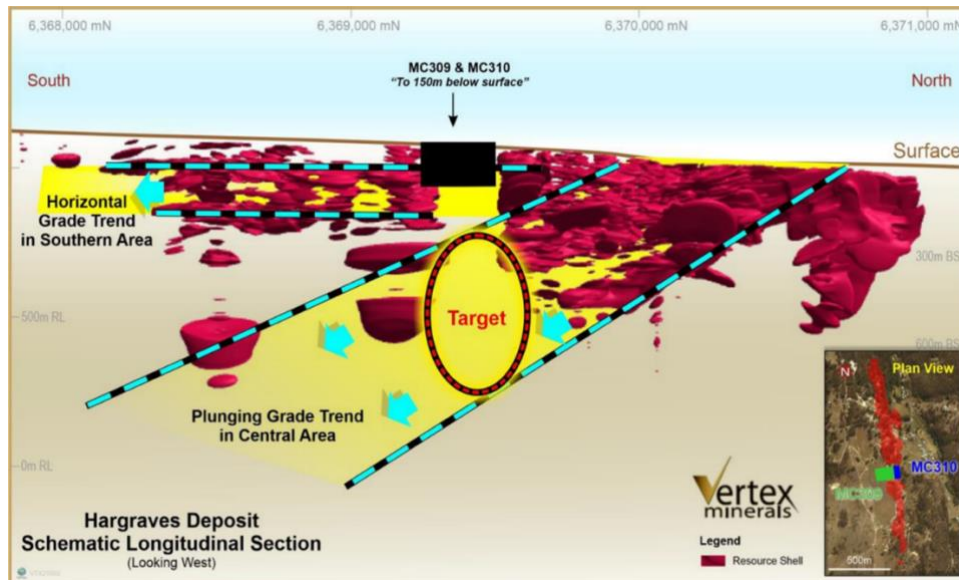 6,368,000 mN
6,369,000 mN
6,370,000 mN
6,371,000 mN
South
MC309 & MC310
"To 150m below surface"
North
Surface
Horizontal
Grade Trend
in Southern Area
300m BS
500m RL
Target
600m BS
Plan View
N
Plunging Grade Trend
in Central Area
0m RL
MC310
MC309
Vertex
minerals
Hargraves Deposit
Schematic Longitudinal Section
(Looking West)
Legend
Resource Shell
500m